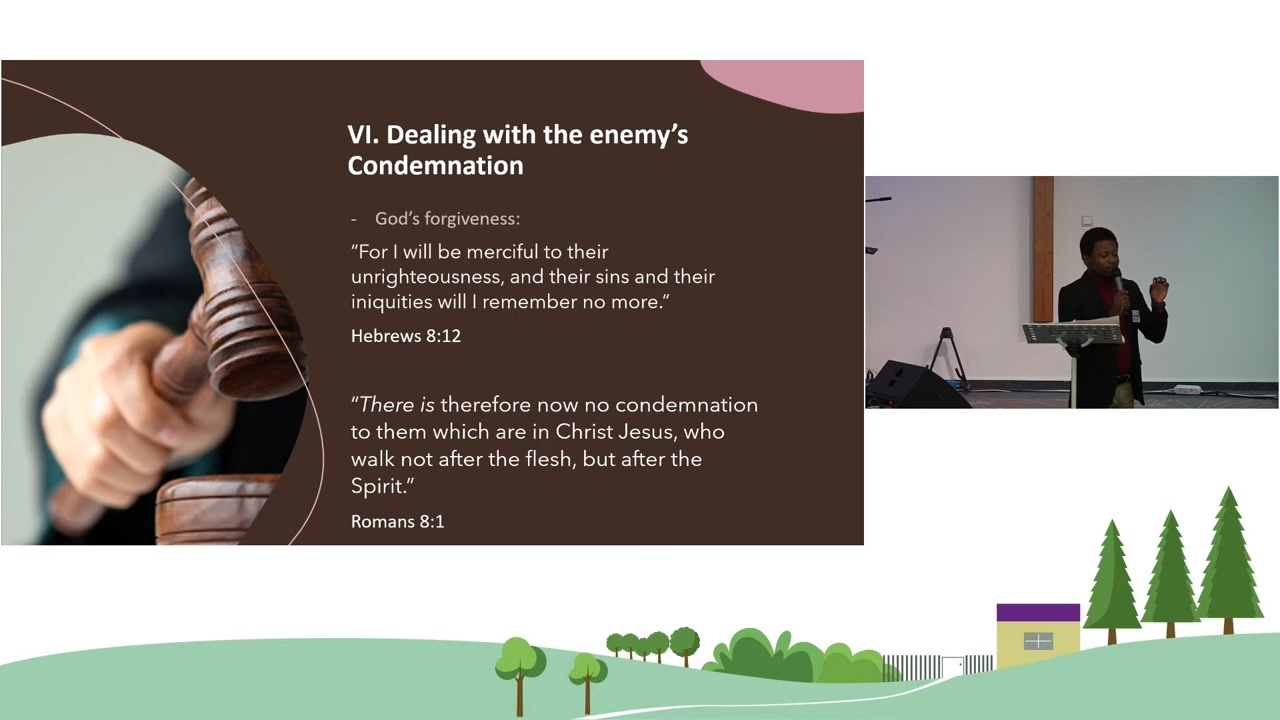 VI. Dealing with the enemy’s
Condemnation
- God’s forgiveness:
“For I will be merciful to their
unrighteousness, and their sins and their
iniquities will I remember no more.”
Hebrews 8:12
“There is therefore now no condemnation
to them which are in Christ Jesus, who
walk not after the flesh, but after the
Spirit.”
Romans 8:1